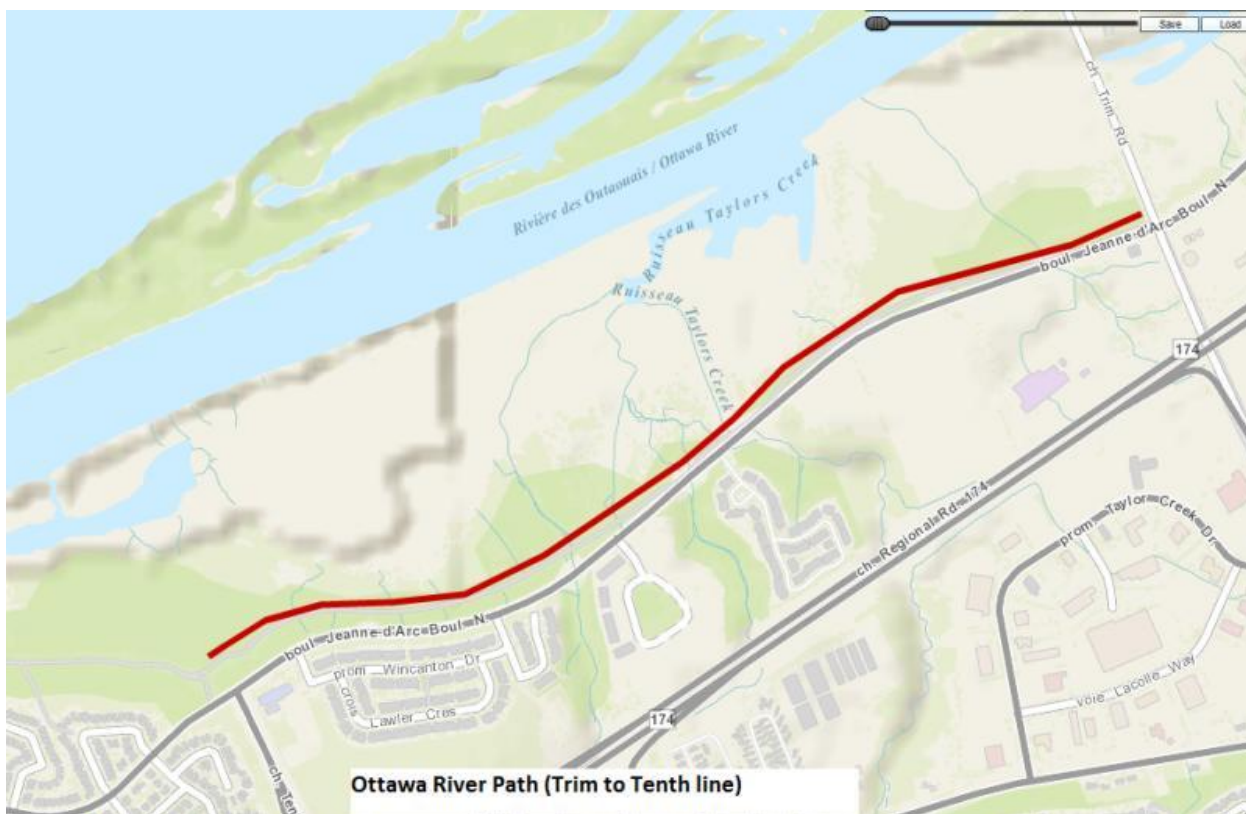 Save
Load
ch. Trim Rd
Rivière des Outaouais / Ottawa River
Ruisseau Taylors Creek
Ruisseau Taylors Creek
boul Jeanne-d'Arc Boul N
174
ch. Regional Rd 174
prom Taylor Creek Dr
boul Jeanne-d'Arc Boul N
prom Wincanton Dr
crois
Lawler Cres
voie Lacolle Way
174
ch. Ten
Ottawa River Path (Trim to Tenth line)